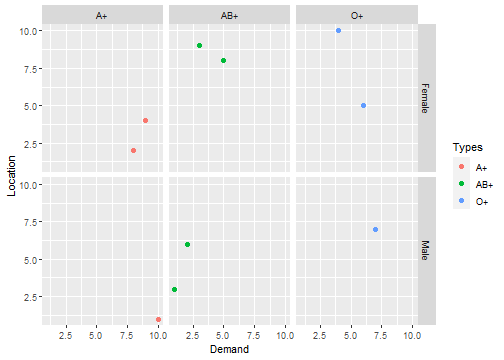 A+ AB+ O+
10.0
7.5
5.0
2.5
Female
10.0
7.5
5.0
2.5
Male
Location
2.5 5.0 7.5 10.0 2.5 5.0 7.5 10.0 2.5 5.0 7.5 10.0
Demand
Types
A+
AB+
O+